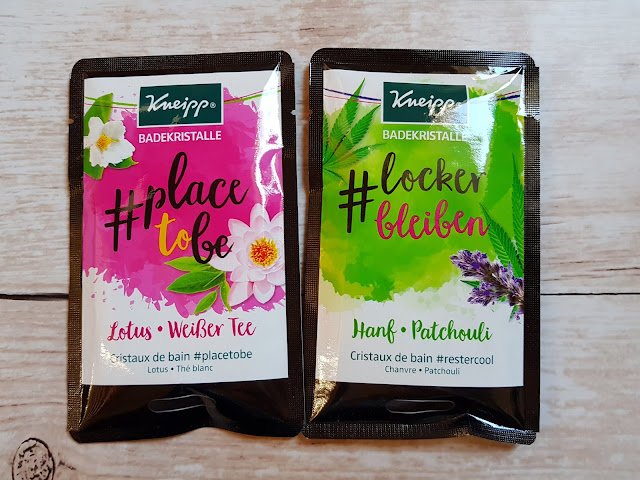 Kneipp®
BADEKRISTALLE
#place
to be
Lotus • Weißer Tee
Cristaux de bain #placetobe
Lotus • Thé blanc
Kneipp®
BADEKRISTALLE
#locker
bleiben
Hanf • Patchouli
Cristaux de bain #restercool
Chanvre • Patchouli